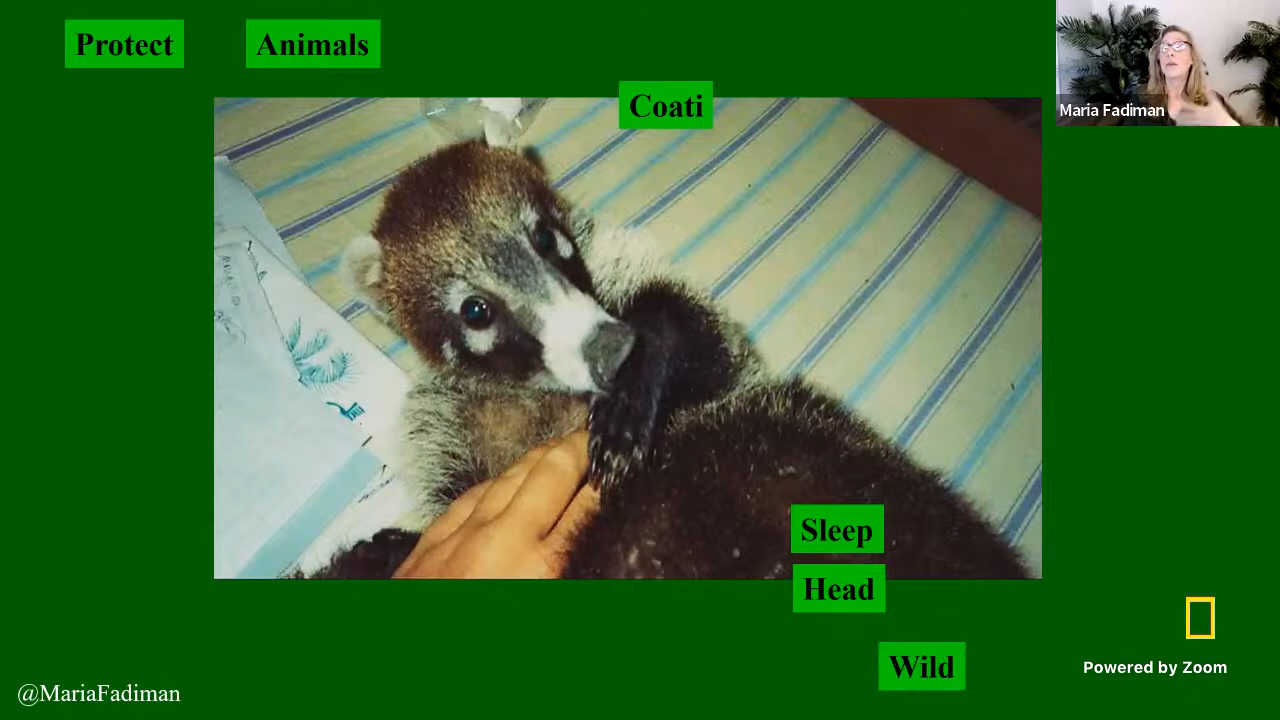 Protect Animals
Coati
Maria Fadiman
Sleep
Head
Wild
Powered by Zoom
@MariaFadiman